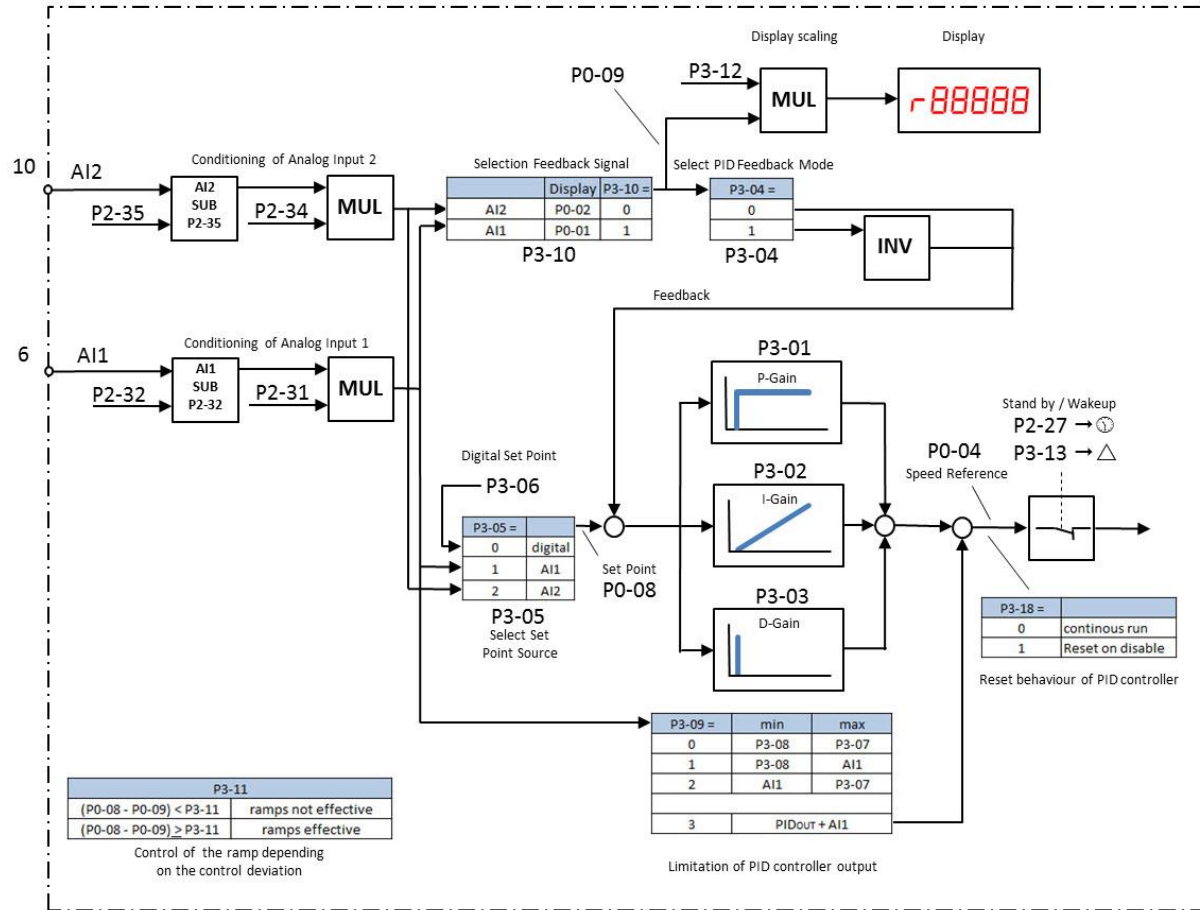 Display scaling
Display
P0-09
P3-12
MUL
r88888
10
AI2
Conditioning of Analog Input 2
AI2
SUB
P2-35
P2-35
P2-34
MUL
Selection Feedback Signal
Display P3-10 =
AI2 P0-02 0
AI1 P0-01 1
P3-10
Select PID Feedback Mode
P3-04 =
0
1
P3-04
INV
Feedback
6
AI1
Conditioning of Analog Input 1
AI1
SUB
P2-32
P2-32
P2-31
MUL
P3-01
P-Gain
P3-02
I-Gain
P3-03
D-Gain
Digital Set Point
P3-06
P3-05 =
0 digital
1 AI1
2 AI2
P3-05
Select Set
Point Source
Set Point
P0-08
Stand by / Wakeup
P2-27 → 
P3-13 → △
P0-04
Speed Reference
P3-18 =
0 continous run
1 Reset on disable
Reset behaviour of PID controller
P3-09 = min max
0 P3-08 P3-07
1 P3-08 AI1
2 AI1 P3-07
3 PIDOUT + AI1
Limitation of PID controller output
P3-11
(P0-08 - P0-09) < P3-11 ramps not effective
(P0-08 - P0-09) ≥ P3-11 ramps effective
Control of the ramp depending
on the control deviation